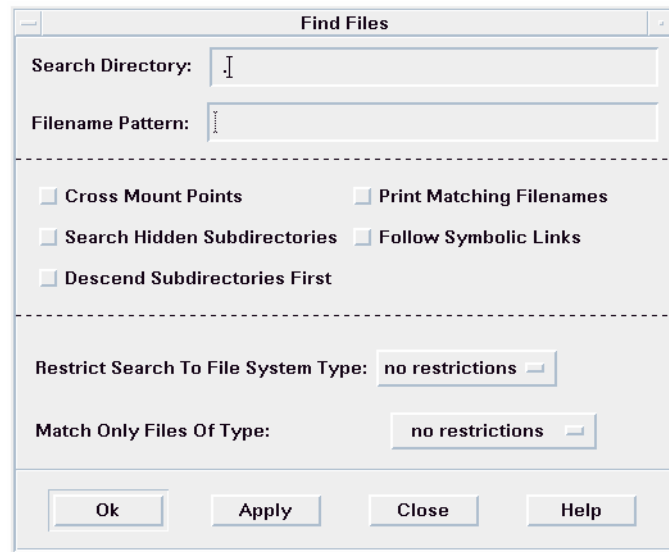 Find Files
Search Directory: .
Filename Pattern:
Cross Mount Points
Print Matching Filenames
Search Hidden Subdirectories
Follow Symbolic Links
Descend Subdirectories First
Restrict Search To File System Type: no restrictions
Match Only Files Of Type: no restrictions
Ok Apply Close Help